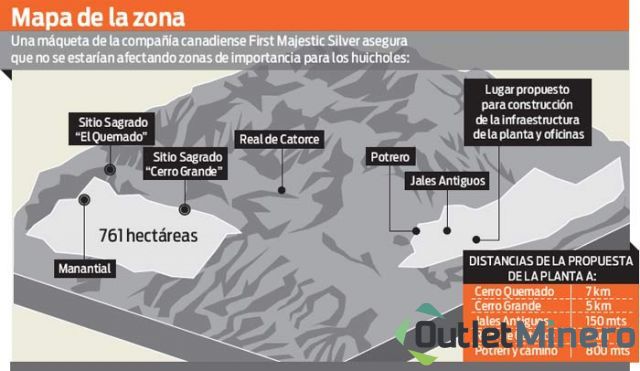 Mapa de la zona
Una máqueta de la compañía canadiense First Majestic Silver asegura
que no se estarían afectando zonas de importancia para los huicholes:
Lugar propuesto
para construcción
de la infraestructura
de la planta y oficinas
Sitio Sagrado
"El Quemado"
Sitio Sagrado
"Cerro Grande"
Real de Catorce
Potrero
Jales Antiguos
761 hectáreas
Manantial
DISTANCIAS DE LA PROPUESTA
DE LA PLANTA A:
Cerro Quemado 7 km
Cerro Grande 5 km
Jales Antiguos 150 mts
Potrero y camino 800 mts
OutletMinero